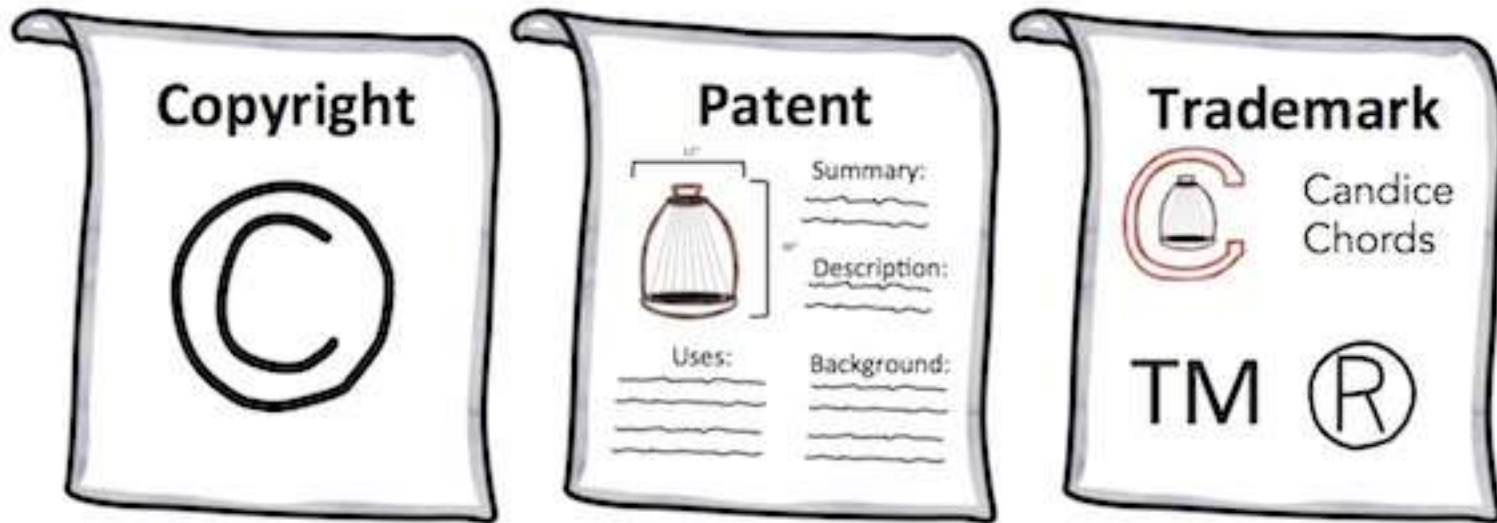 Copyright
©
Patent
Summary:
Description:
Uses:
Background:
Trademark
C
Candice
Chords
TM ®